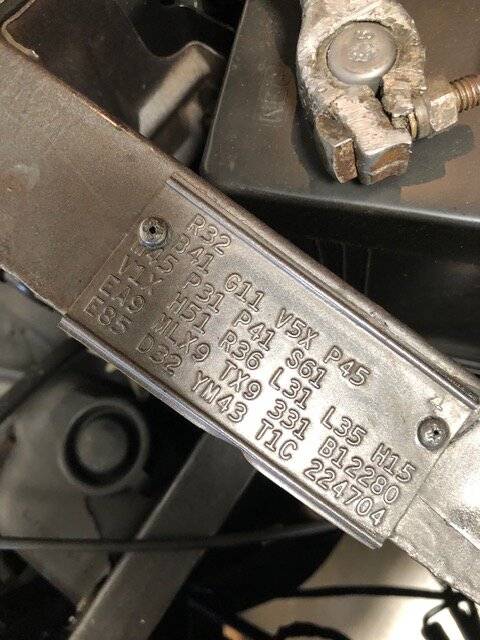 R32
B41 G11 V5X P45
P31 P41 S61
V1X H51 R36 L31 L35 H15
EA9 MLX9 TX9 331 B12280
E85 D32 YM43 T1C 224704